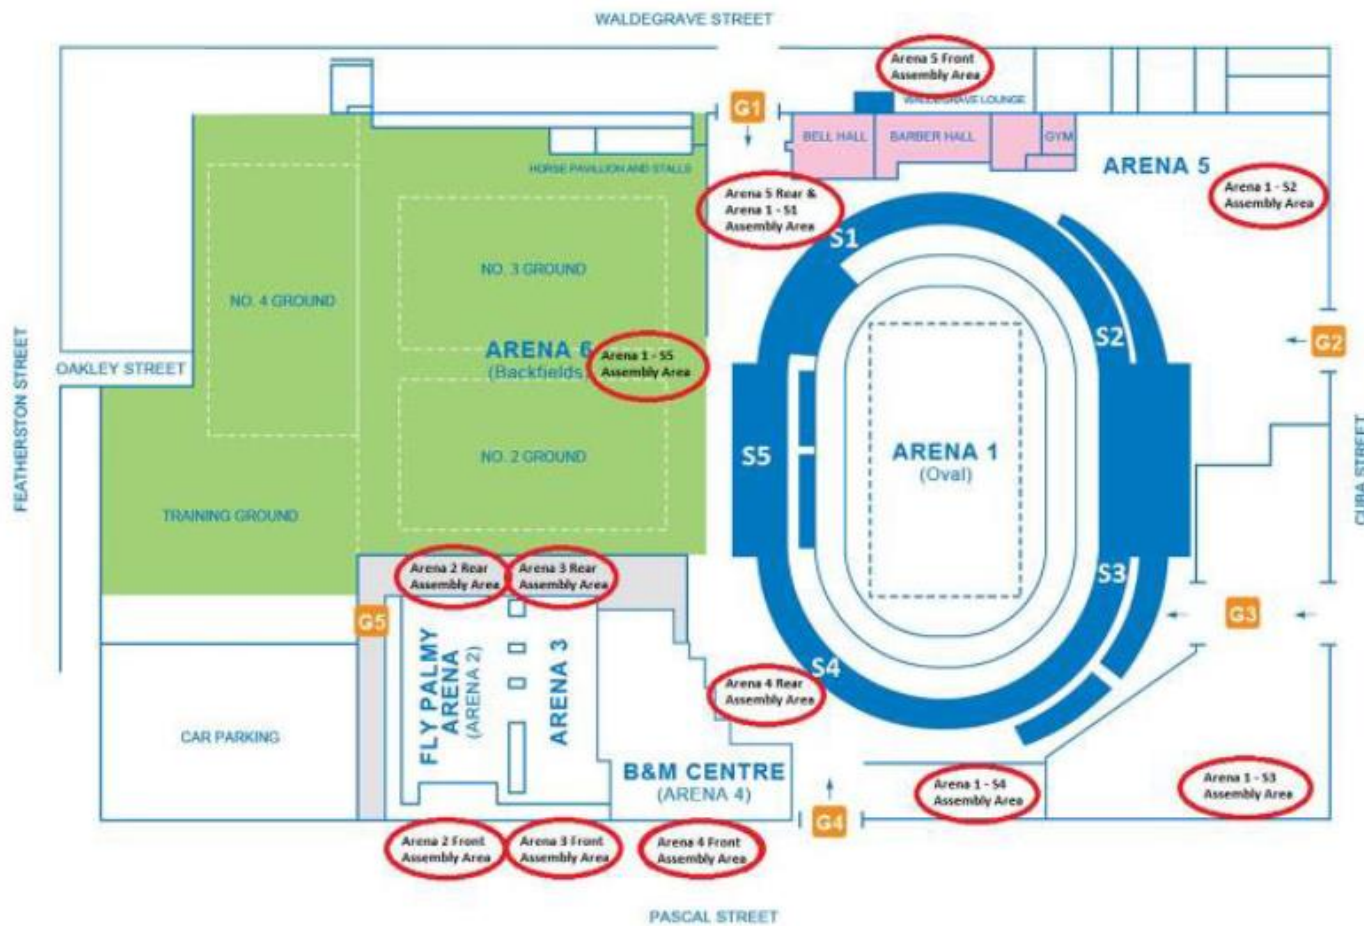 WALDEGRAVE STREET
Arena 5 Front
Assembly Area
WALDEGRAVE LOUNGE
G1
BELL HALL
BARBER HALL
GYM
ARENA 5
HORSE PAVILLION AND STALLS
Arena 5 Rear &
Arena 1 - S1
Assembly Area
Arena 1 - S2
Assembly Area
S1
NO. 3 GROUND
NO. 4 GROUND
S2
G2
ARENA 6
(Backfields)
Arena 1 - S5
Assembly Area
OAKLEY STREET
FEATHERSTON STREET
CUBA STREET
S5
ARENA 1
(Oval)
NO. 2 GROUND
TRAINING GROUND
Arena 2 Rear
Assembly Area
Arena 3 Rear
Assembly Area
S3
G5
G3
FLY PALMY
ARENA
(ARENA 2)
ARENA 3
S4
Arena 4 Rear
Assembly Area
CAR PARKING
B&M CENTRE
(ARENA 4)
Arena 1 - S4
Assembly Area
Arena 1 - S3
Assembly Area
G4
Arena 2 Front
Assembly Area
Arena 3 Front
Assembly Area
Arena 4 Front
Assembly Area
PASCAL STREET